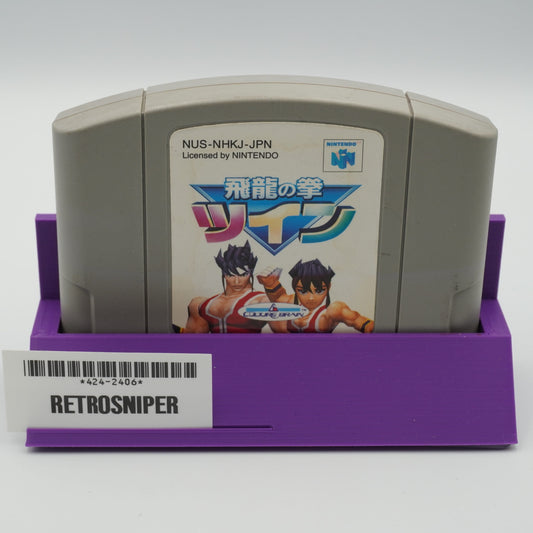 NUS-NHKJ-JPN
Licensed by NINTENDO
NINTENDO
飛龍の拳
ツイン
CULTURE BRAIN
™
*424-2406*
RETROSNIPER